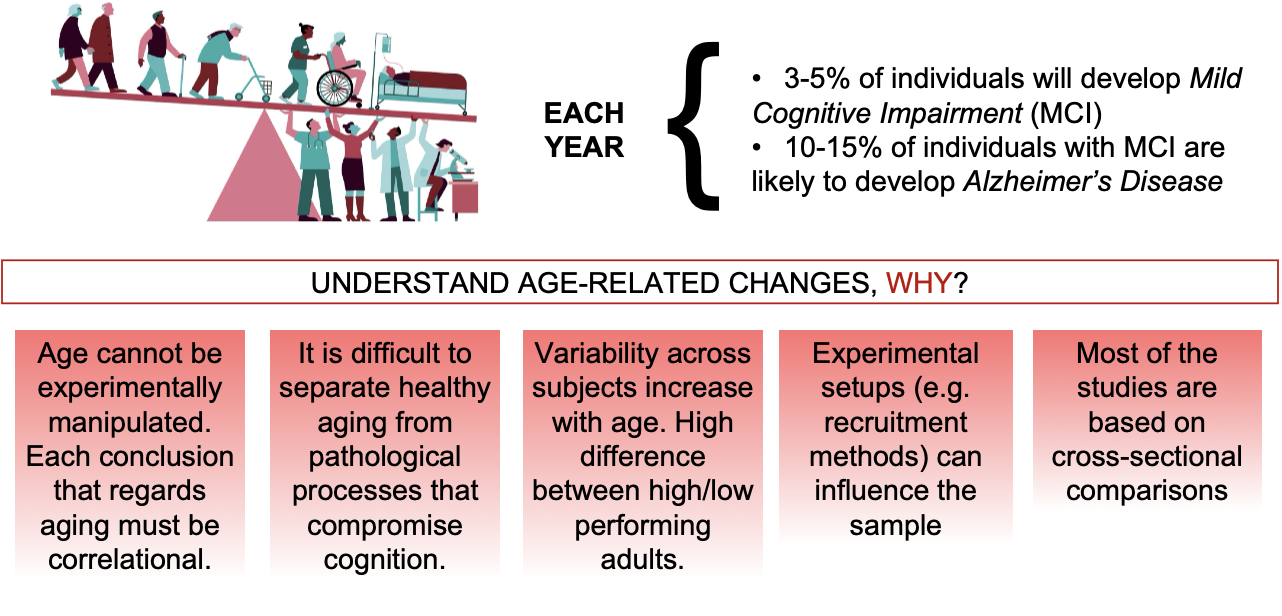 EACH
YEAR
{
• 3-5% of individuals will develop Mild
Cognitive Impairment (MCI)
• 10-15% of individuals with MCI are
likely to develop Alzheimer’s Disease
UNDERSTAND AGE-RELATED CHANGES, WHY?
Age cannot be
experimentally
manipulated.
Each conclusion
that regards
aging must be
correlational.
It is difficult to
separate healthy
aging from
pathological
processes that
compromise
cognition.
Variability across
subjects increase
with age. High
difference
between high/low
performing
adults.
Experimental
setups (e.g.
recruitment
methods) can
influence the
sample
Most of the
studies are
based on
cross-sectional
comparisons